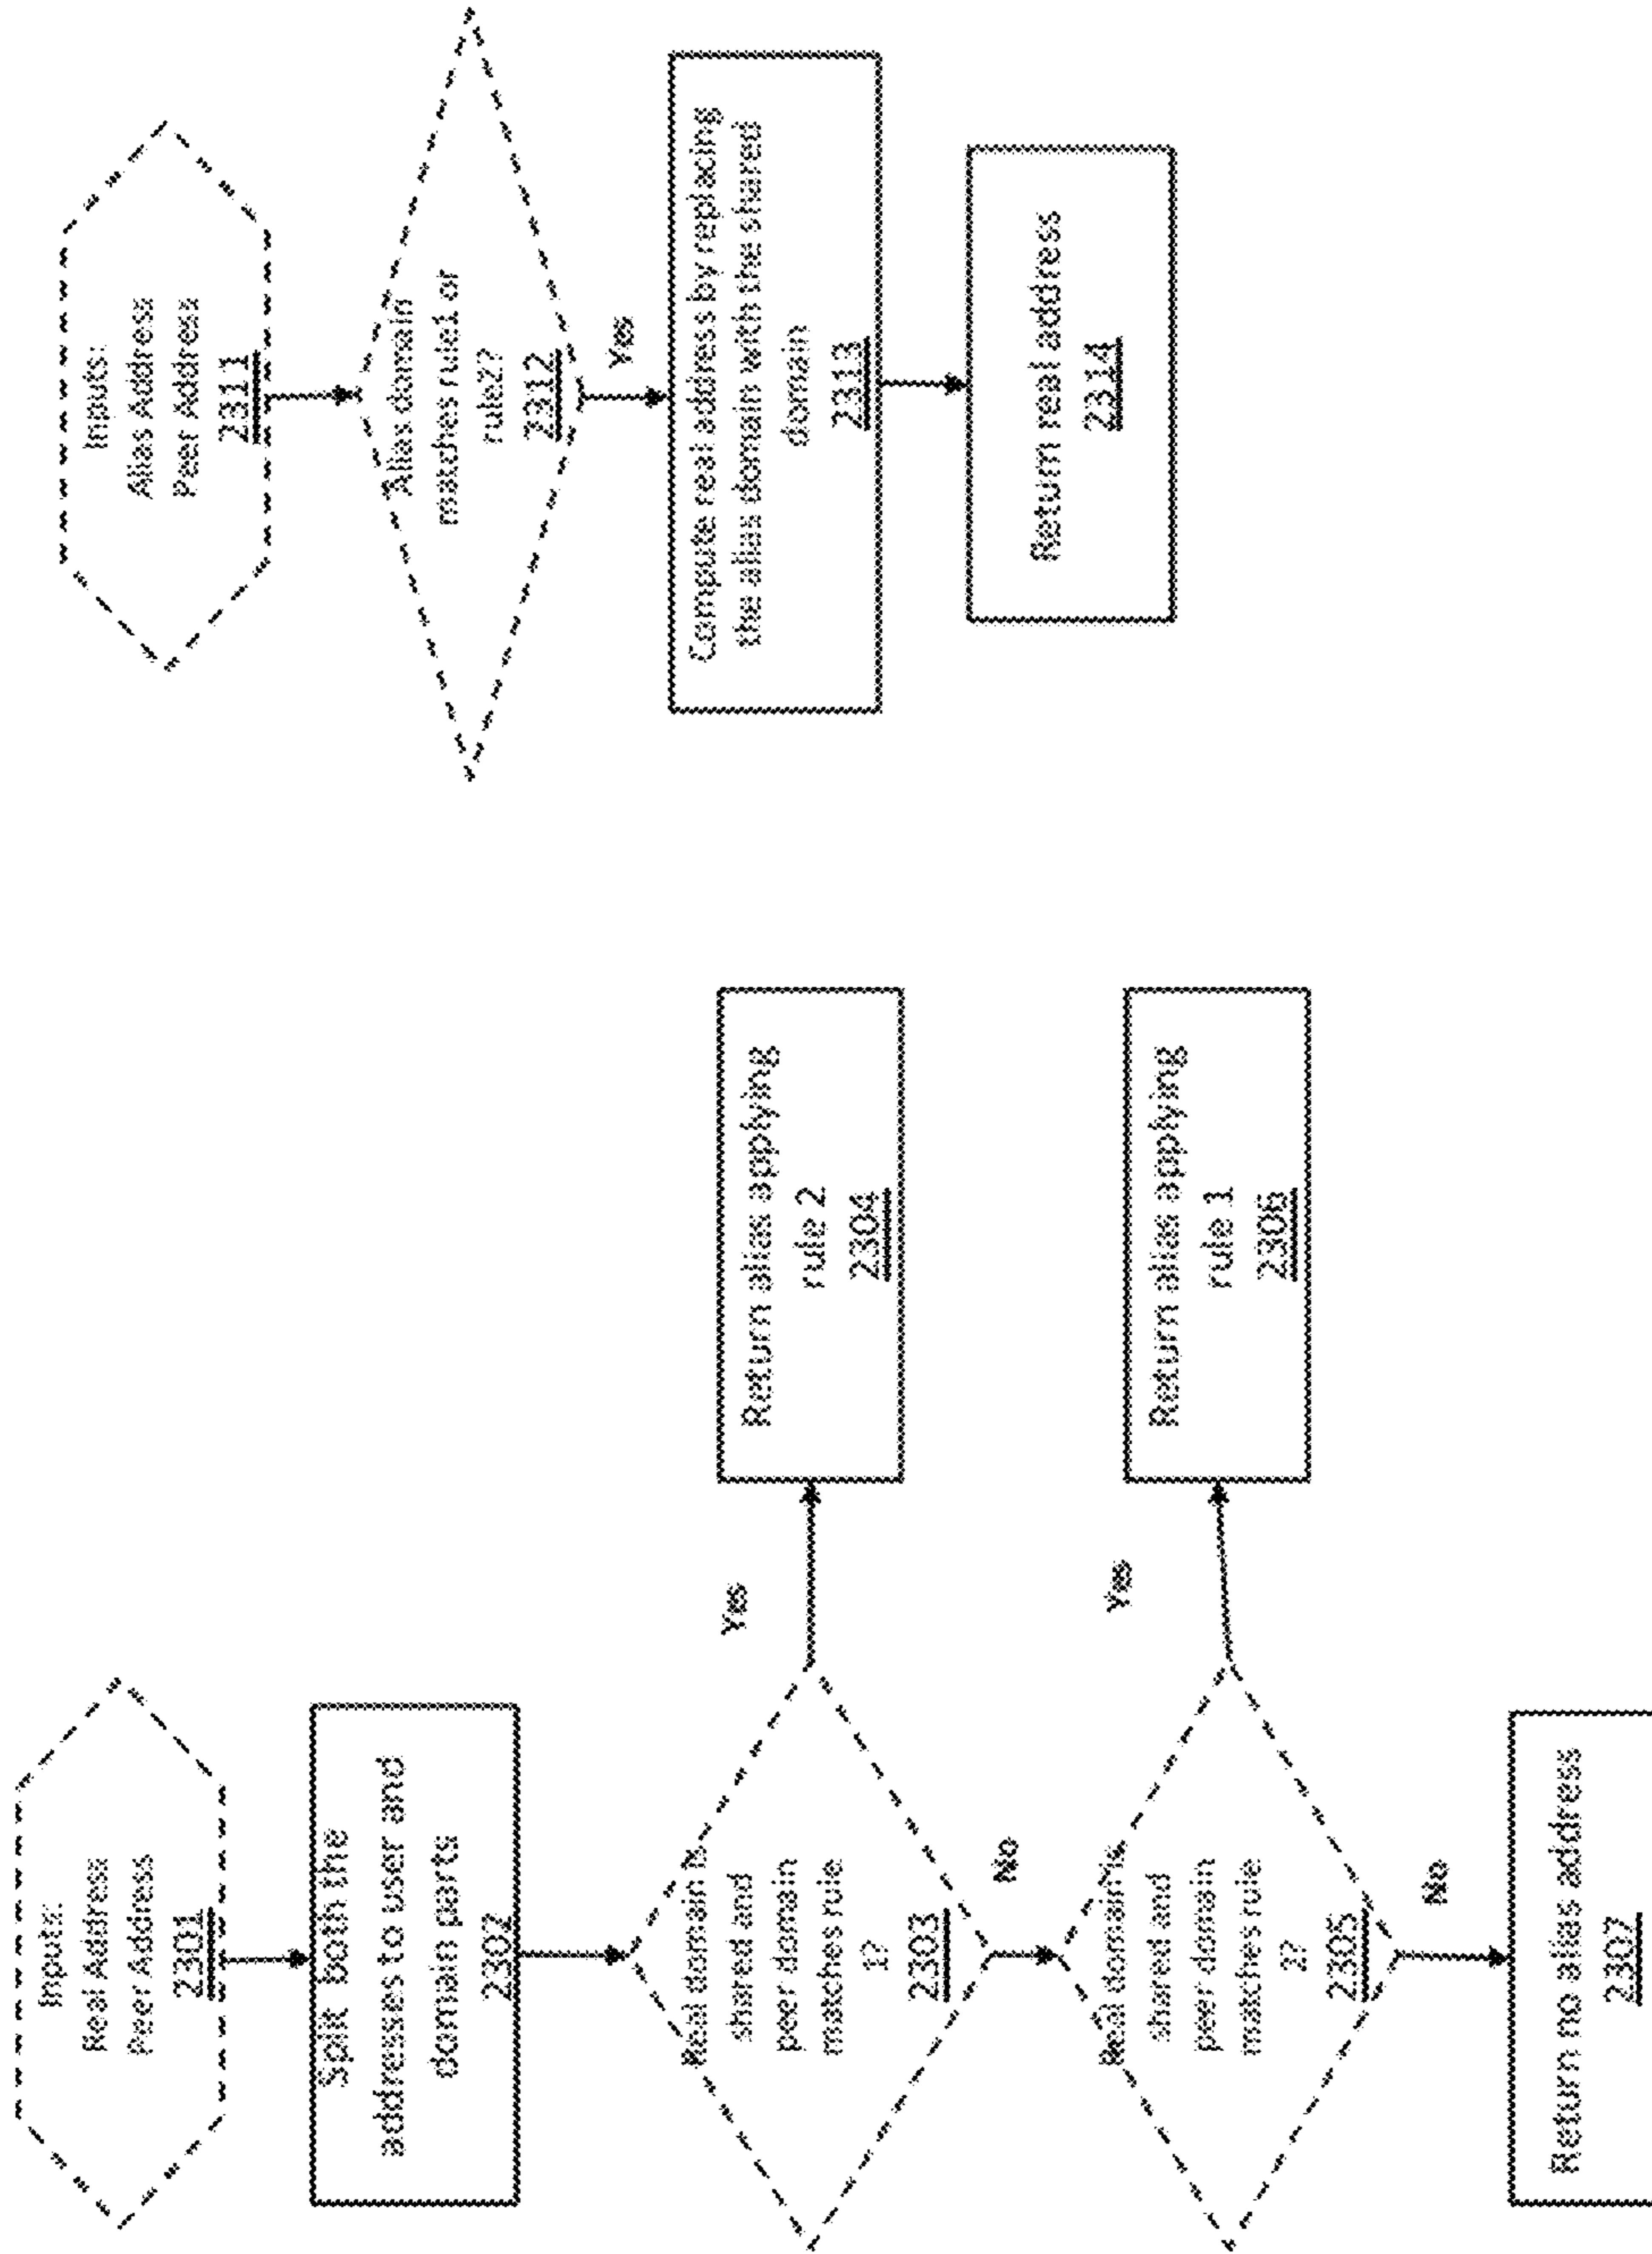 Inputs:
Real Address
Peer Address
2301
Split both the
addresses to user and
domain parts
2302
Real domain is
shared and
peer domain
matches rule
1?
2303
Yes
Return alias applying
rule 2
2304
No
Real domain is
shared and
peer domain
matches rule
2?
2305
Yes
Return alias applying
rule 1
2306
No
Return no alias address
2307
Inputs:
Alias Address
Peer Address
2311
Alias domain
matches rule1 or
rule2?
2312
Yes
Compute real address by replacing
the alias domain with the shared
domain
2313
Return real address
2314